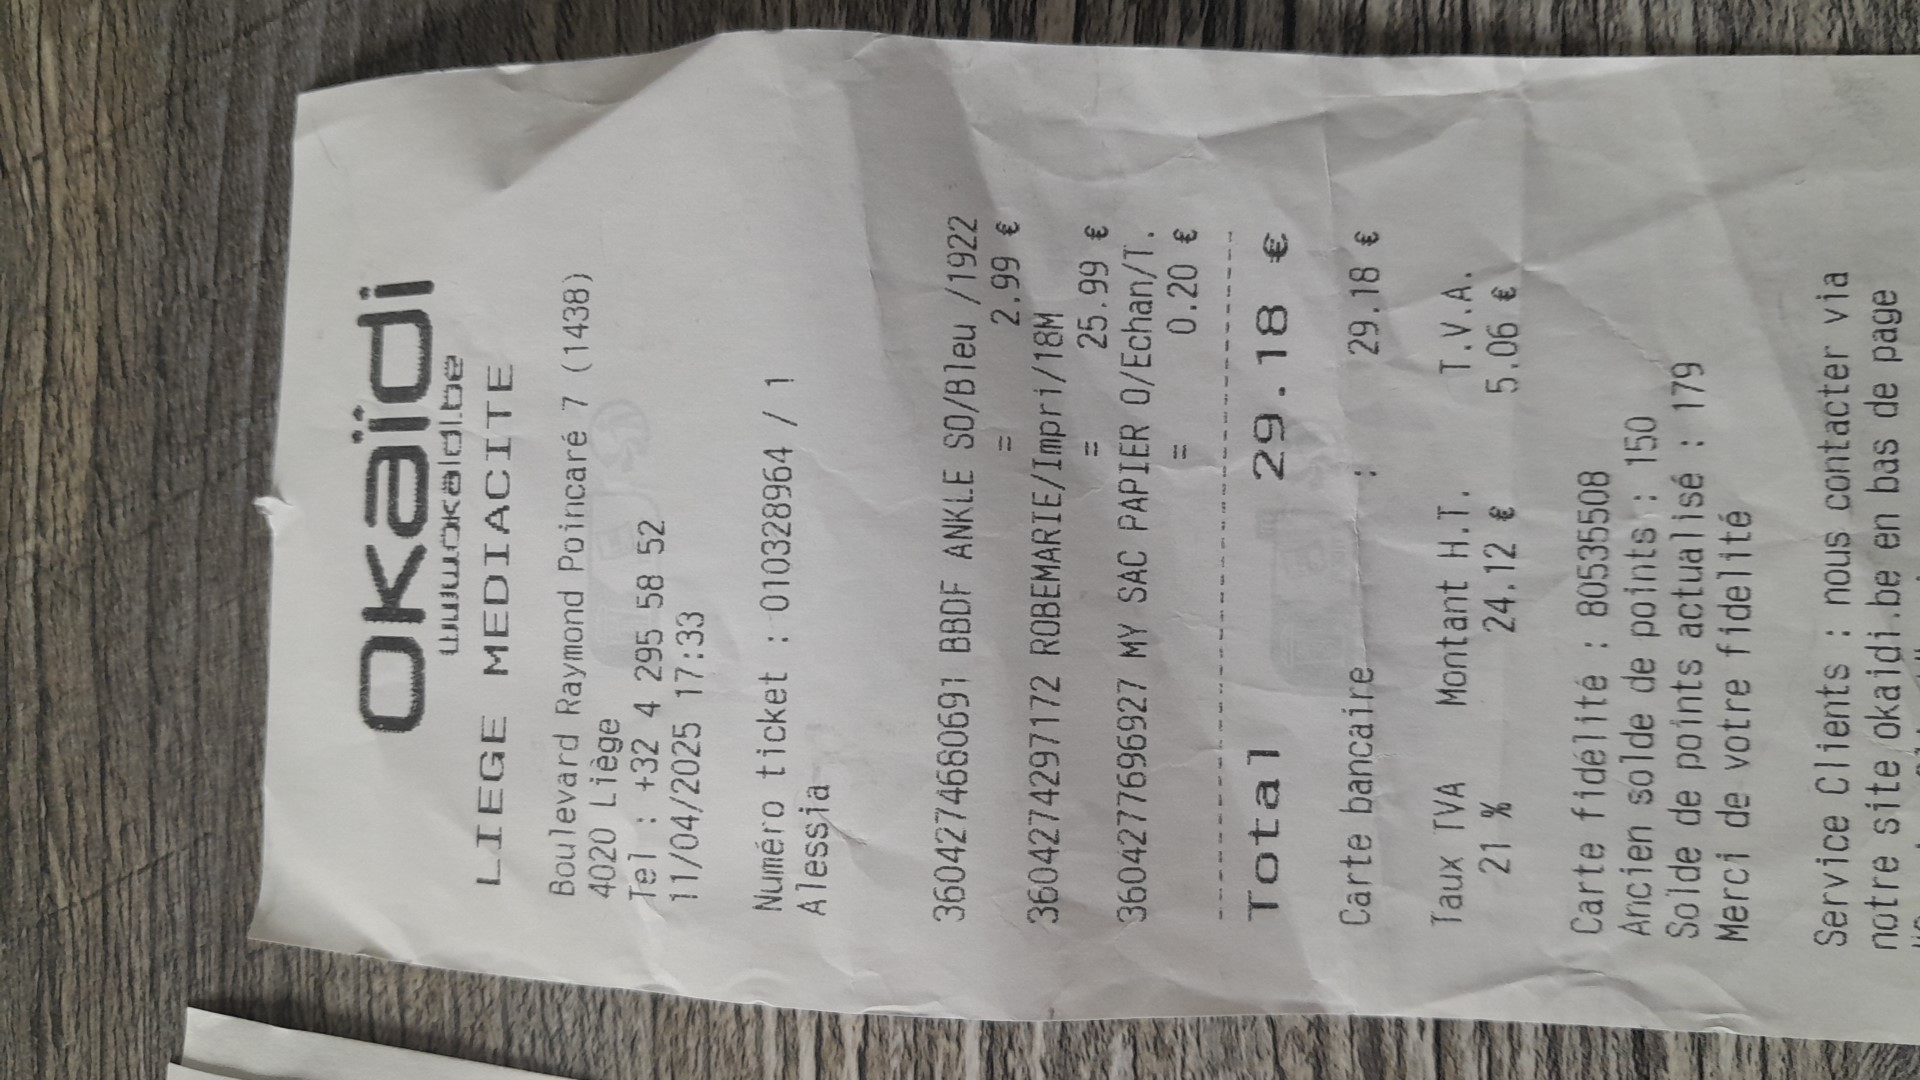 OKAÏDI
www.okaidi.be
LIEGE MEDIACITE
Boulevard Raymond Poincaré 7 (1438)
4020 Liège
Tel : +32 4 295 58 52
11/04/2025 17:33
Numéro ticket : 010328964 / 1
Alessia
3604274680691 BBDF ANKLE SO/Bleu /1922
= 2.99 €
3604274297172 ROBEMARIE/Impri/18M
= 25.99 €
3604277696927 MY SAC PAPIER O/Echan/T.
= 0.20 €
Total 29.18 €
Carte bancaire : 29.18 €
Taux TVA Montant H.T. T.V.A.
21 % 24.12 € 5.06 €
Carte fidélité : 805355508
Ancien solde de points : 150
Solde de points actualisé : 179
Merci de votre fidelité
Service Clients : nous contacter via
notre site okaidi.be en bas de page